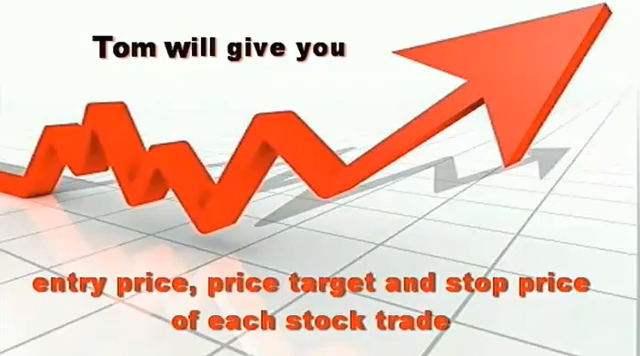 Tom will give you
entry price, price target and stop price
of each stock trade